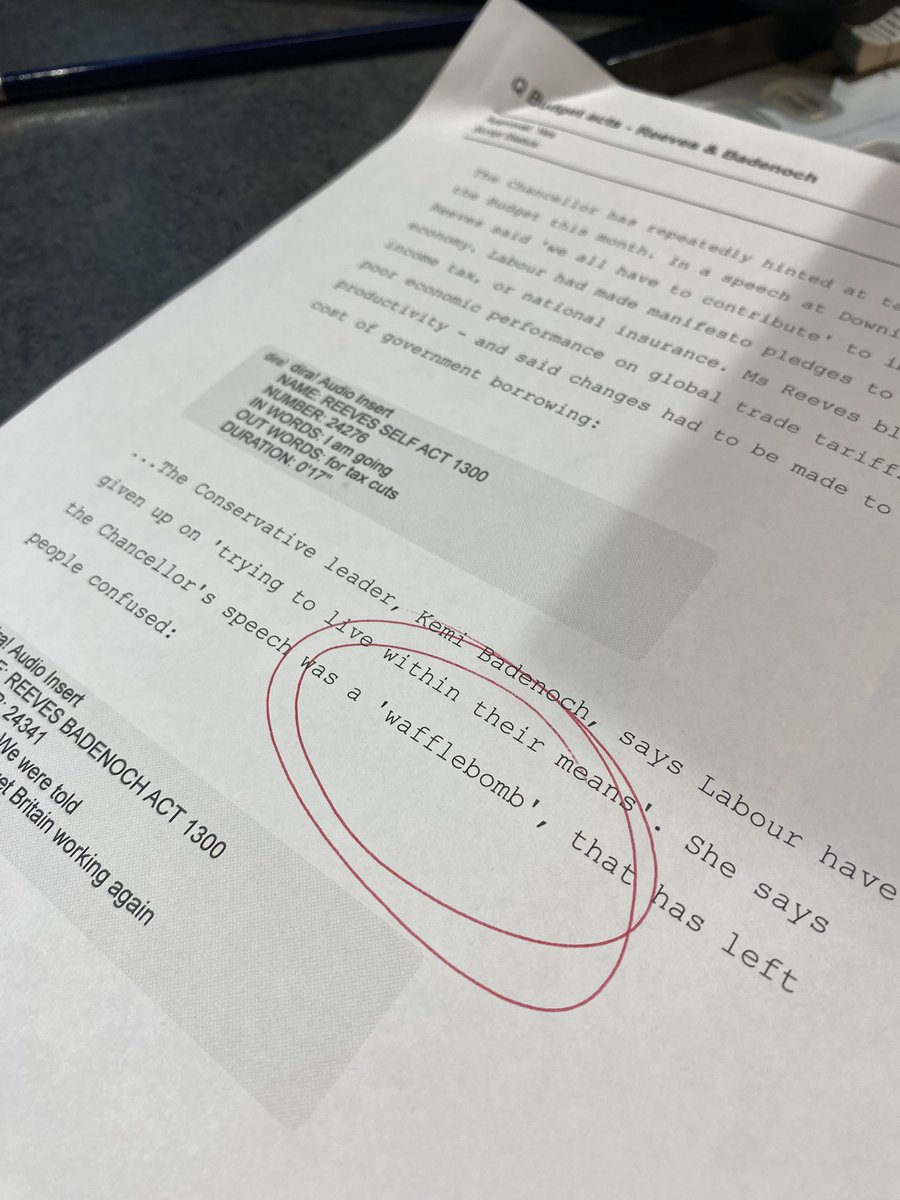 Q Budget acts - Reeves & Badenoch
Approval: Yes
Script Status
The Chancellor has repeatedly hinted at ta
the Budget this month. In a speech at Downi
Reeves said 'we all have to contribute' to i
economy. Labour had made manifesto pledges to
income tax, or national insurance. Ms Reeves bl
poor economic performance on global trade tariff
productivity - and said changes had to be made to
cost of government borrowing:
dira! dira! Audio Insert
NAME: REEVES SELF ACT 1300
NUMBER: 24276
IN WORDS: I am going
OUT WORDS: for tax cuts
DURATION: 0'17"
...The Conservative leader, Kemi Badenoch, says Labour have
given up on 'trying to live within their means'. She says
the Chancellor's speech was a 'wafflebomb', that has left
people confused:
ra! Audio Insert
E: REEVES BADENOCH ACT 1300
R: 24341
We were told
et Britain working again